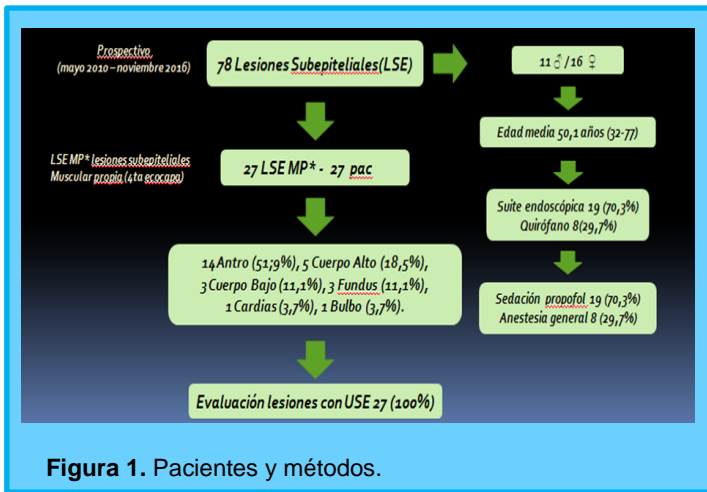 Prospectivo
(mayo 2010 – noviembre 2016)
78 Lesiones Subepiteliales(LSE)
11 ♂ / 16 ♀
Edad media 50,1 años (32-77)
LSE MP* lesiones subepiteliales
Muscular propia (4ta ecocapa)
27 LSE MP* - 27 pac
Suite endoscópica 19 (70,3%)
Quirófano 8(29,7%)
14 Antro (51;9%), 5 Cuerpo Alto (18,5%),
3 Cuerpo Bajo (11,1%), 3 Fundus (11,1%),
1 Cardias (3,7%), 1 Bulbo (3,7%).
Sedación propofol 19 (70.3%)
Anestesia general 8 (29,7%)
Evaluación lesiones con USE 27 (100%)
Figura 1. Pacientes y métodos.